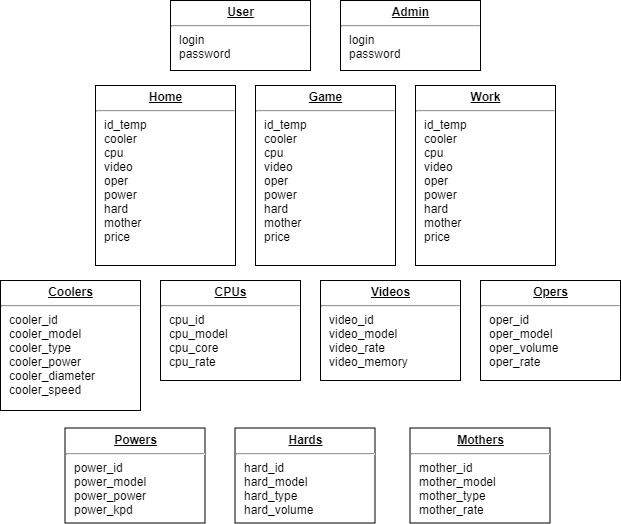 User
login
password
Admin
login
password
Home
id_temp
cooler
cpu
video
oper
power
hard
mother
price
Game
id_temp
cooler
cpu
video
oper
power
hard
mother
price
Work
id_temp
cooler
cpu
video
oper
power
hard
mother
price
Coolers
cooler_id
cooler_model
cooler_type
cooler_power
cooler_diameter
cooler_speed
CPUs
cpu_id
cpu_model
cpu_core
cpu_rate
Videos
video_id
video_model
video_rate
video_memory
Opers
oper_id
oper_model
oper_volume
oper_rate
Powers
power_id
power_model
power_power
power_kpd
Hards
hard_id
hard_model
hard_type
hard_volume
Mothers
mother_id
mother_model
mother_type
mother_rate